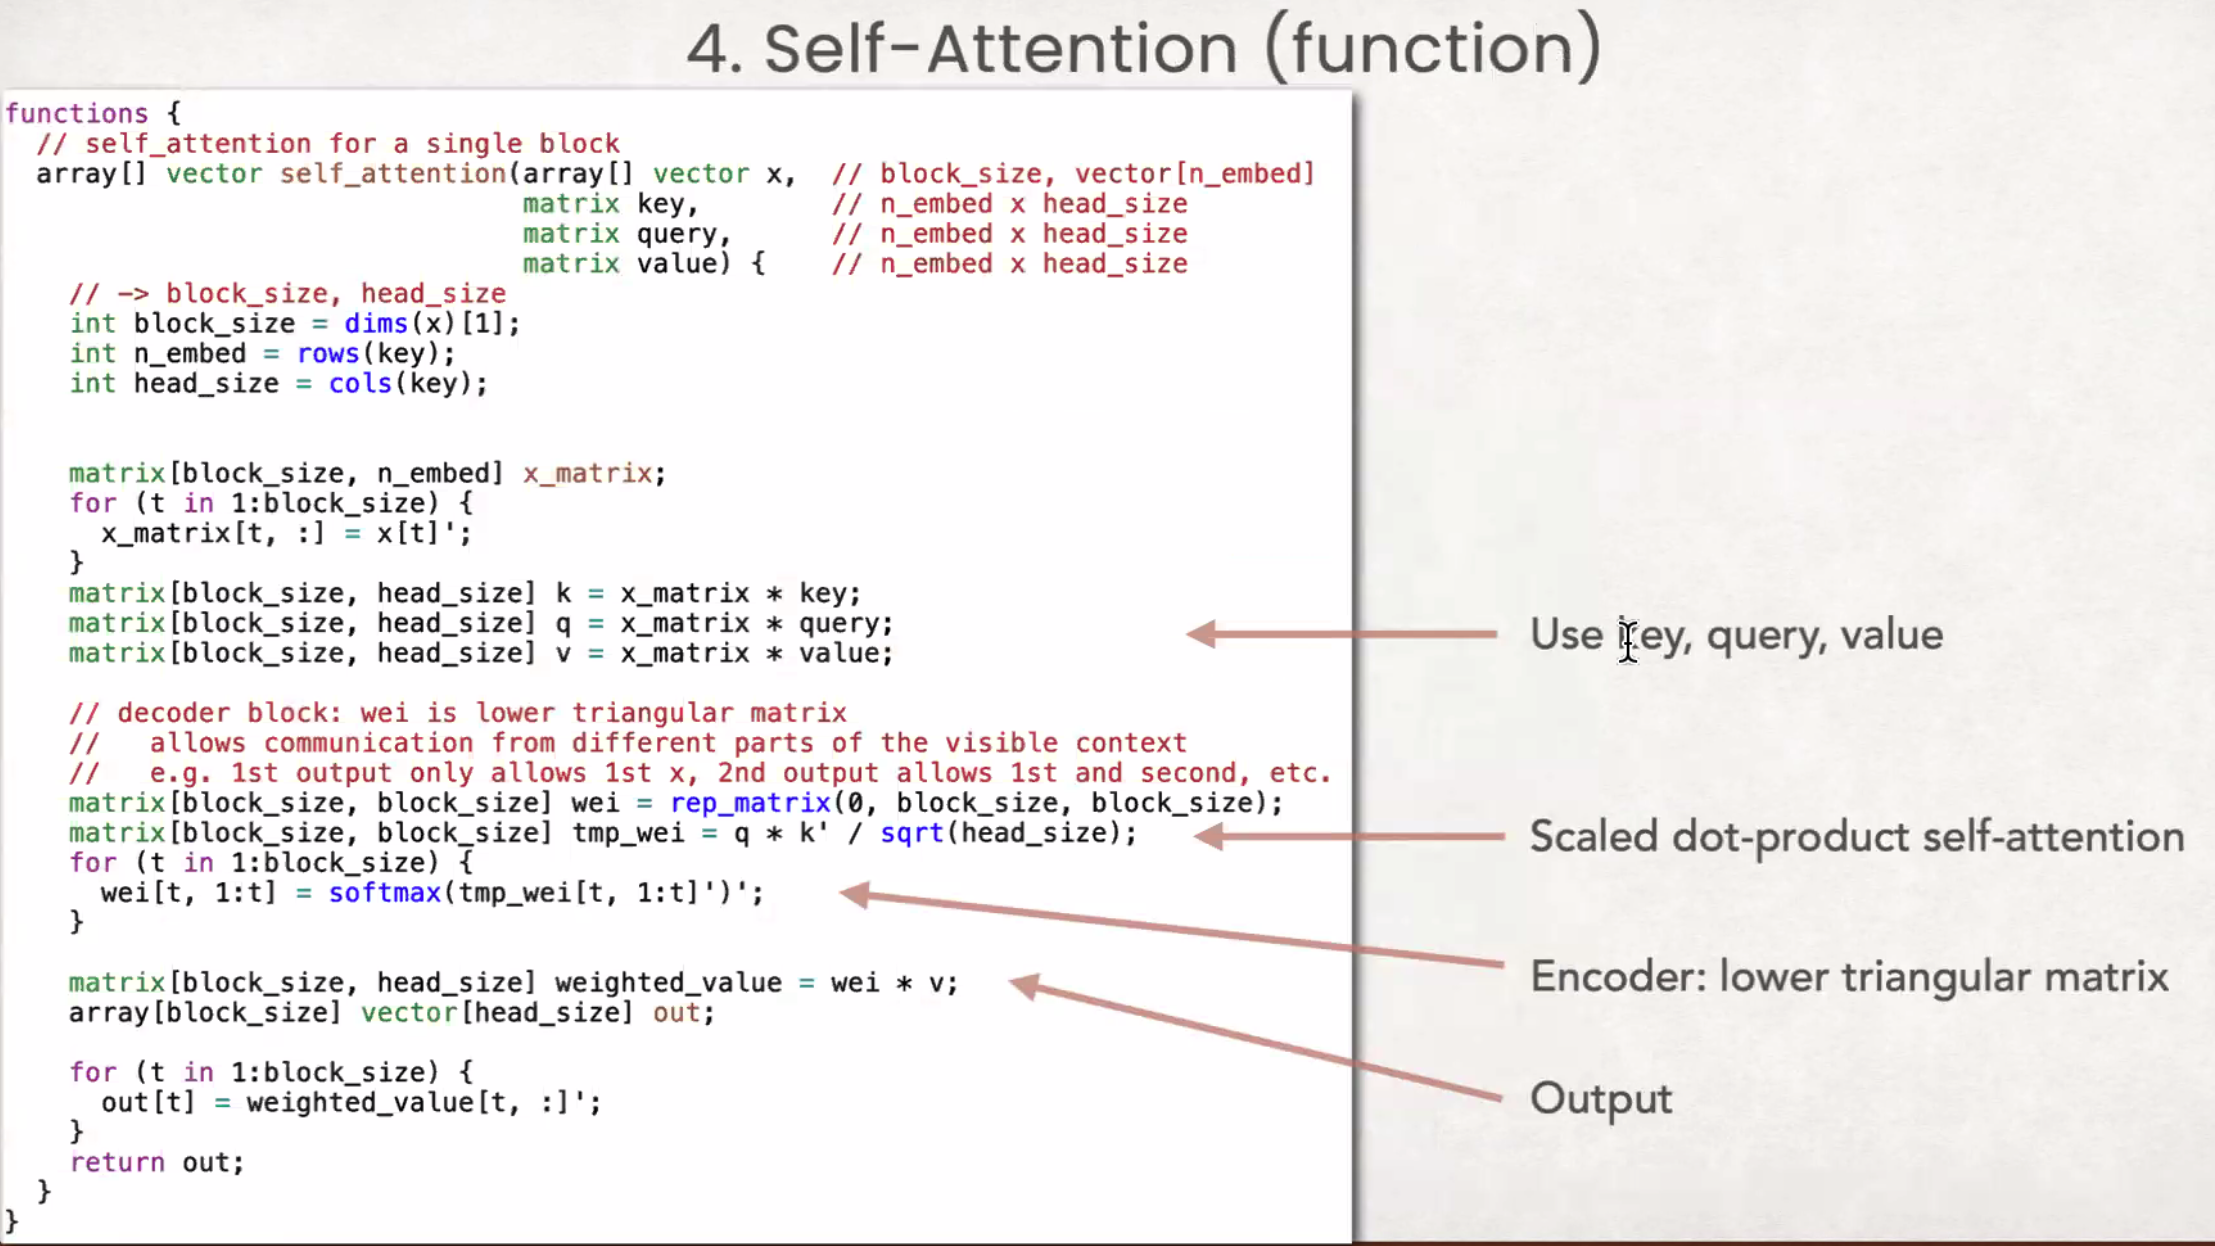 4. Self-Attention (function)
functions {
  // self_attention for a single block
  array[] vector self_attention(array[] vector x,  // block_size, vector[n_embed]
                                matrix key,        // n_embed x head_size
                                matrix query,      // n_embed x head_size
                                matrix value) {    // n_embed x head_size
    // -> block_size, head_size
    int block_size = dims(x)[1];
    int n_embed = rows(key);
    int head_size = cols(key);
    matrix[block_size, n_embed] x_matrix;
    for (t in 1:block_size) {
      x_matrix[t, :] = x[t]';
    }
    matrix[block_size, head_size] k = x_matrix * key;
    matrix[block_size, head_size] q = x_matrix * query;
    matrix[block_size, head_size] v = x_matrix * value;
    // decoder block: wei is lower triangular matrix
    //   allows communication from different parts of the visible context
    //   e.g. 1st output only allows 1st x, 2nd output allows 1st and second, etc.
    matrix[block_size, block_size] wei = rep_matrix(0, block_size, block_size);
    matrix[block_size, block_size] tmp_wei = q * k' / sqrt(head_size);
    for (t in 1:block_size) {
      wei[t, 1:t] = softmax(tmp_wei[t, 1:t]')';
    }
    matrix[block_size, head_size] weighted_value = wei * v;
    array[block_size] vector[head_size] out;
    for (t in 1:block_size) {
      out[t] = weighted_value[t, :]';
    }
    return out;
  }
}
Use key, query, value
Scaled dot-product self-attention
Encoder: lower triangular matrix
Output